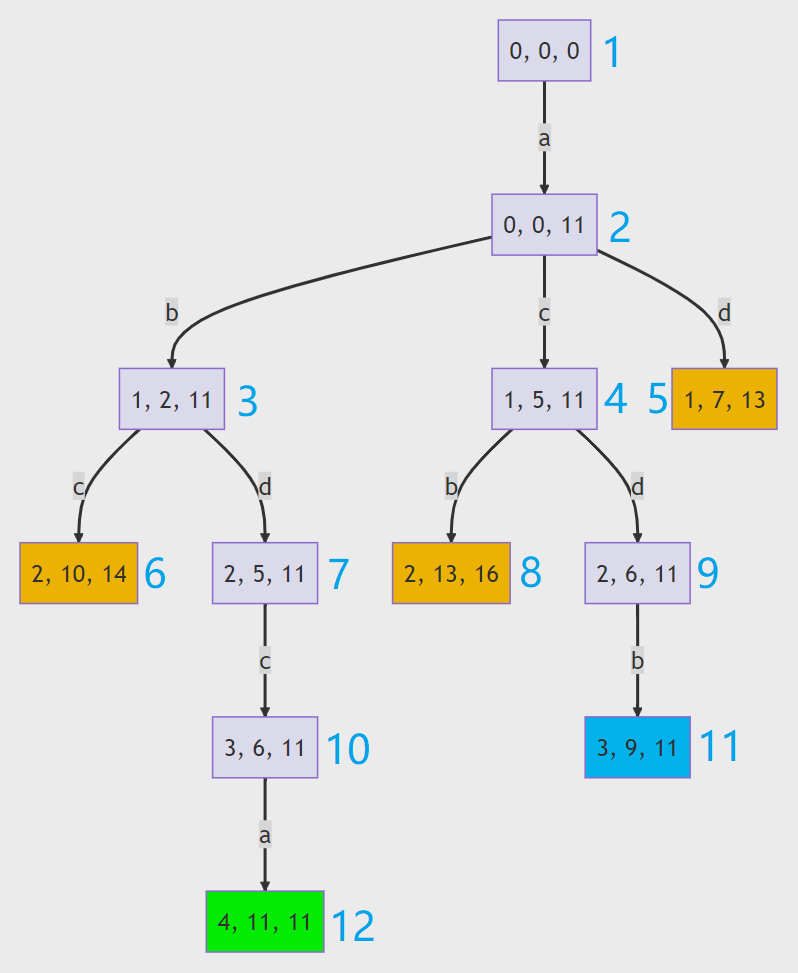 0, 0, 0 1
a
0, 0, 11 2
b c d
1, 2, 11 3 1, 5, 11 4 5 1, 7, 13
c d b d
2, 10, 14 6 2, 5, 11 7 2, 13, 16 8 2, 6, 11 9
c b
3, 6, 11 10 3, 9, 11 11
a
4, 11, 11 12